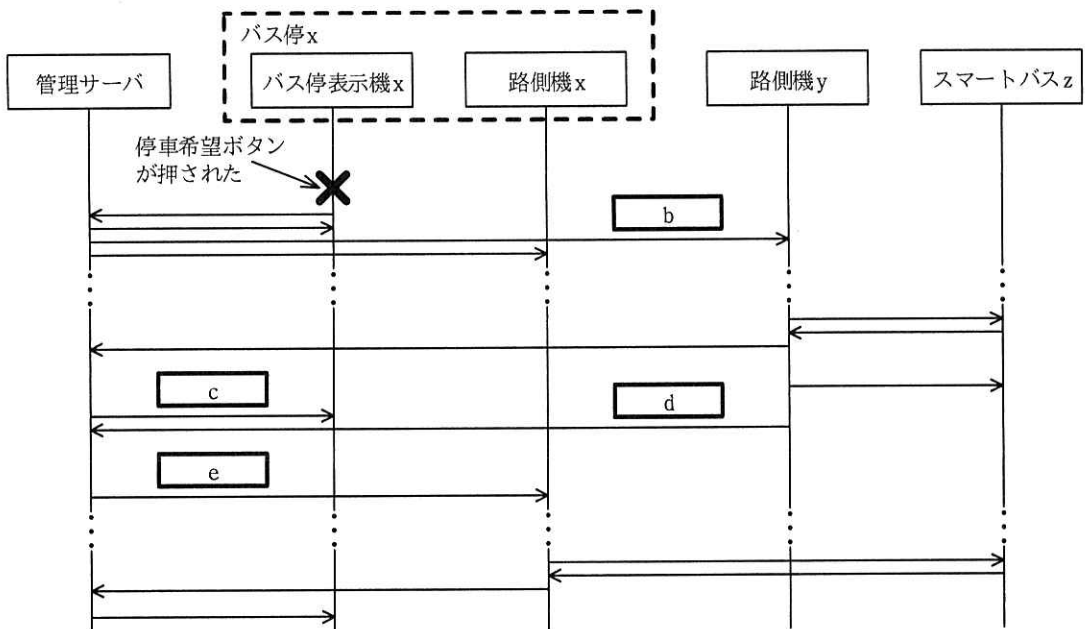 バス停x
管理サーバ
バス停表示機x
路側機x
路側機y
スマートバスz
停車希望ボタン
が押された
b
c
d
e